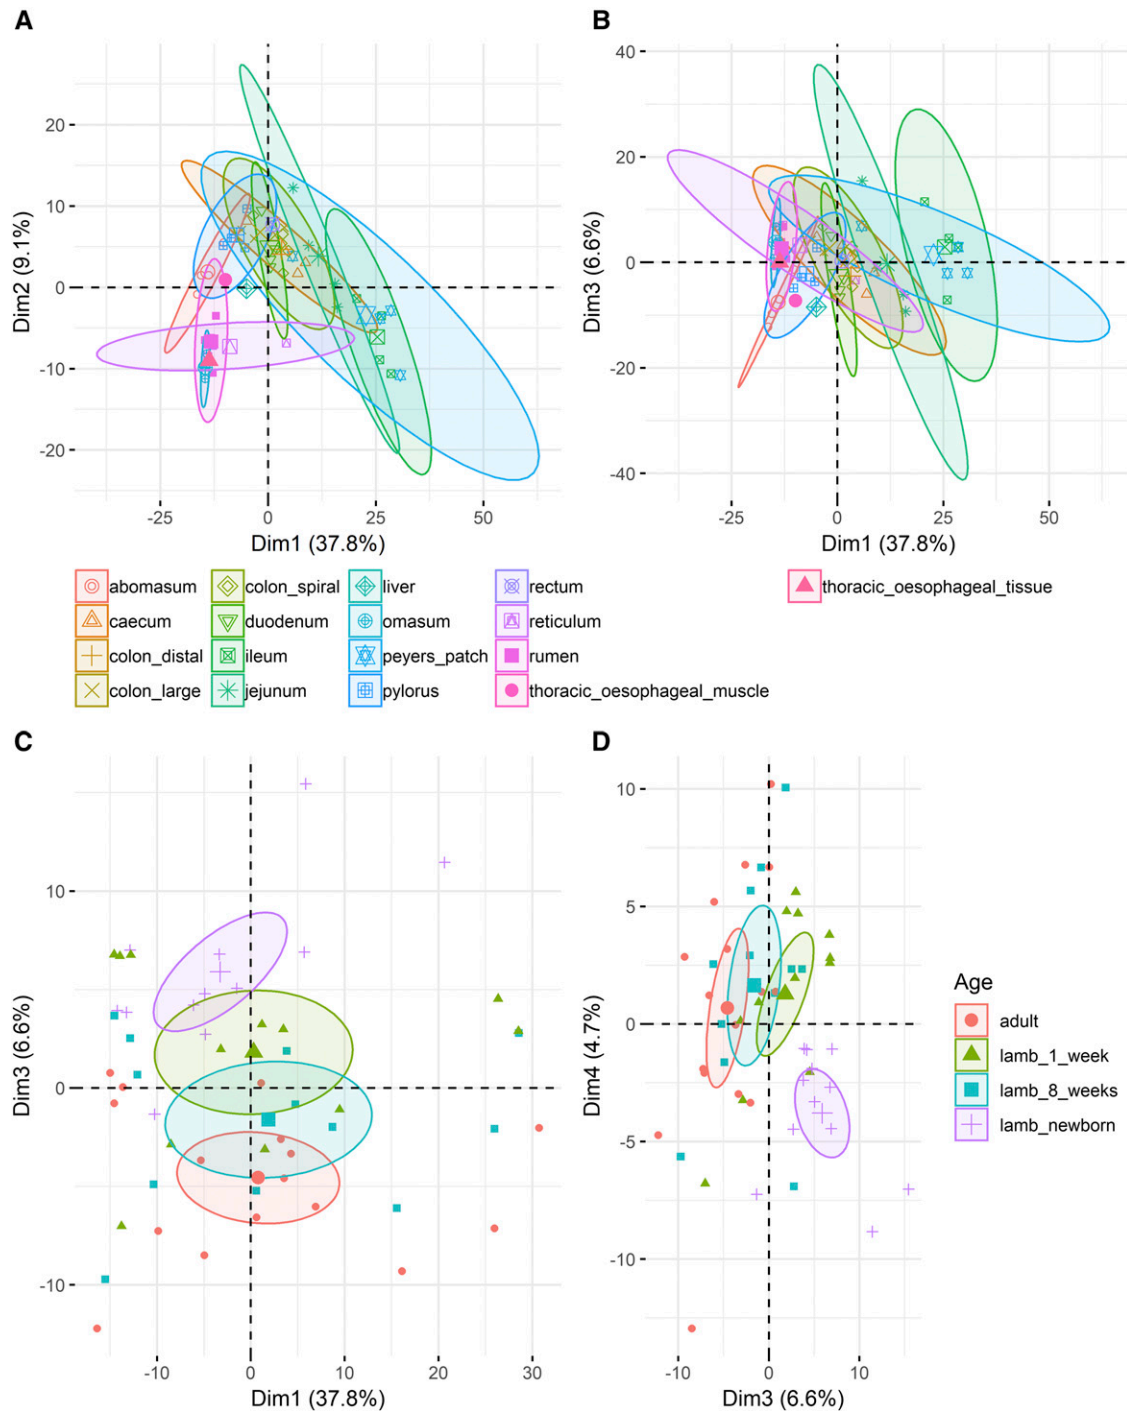 A
B
20
10
0
-10
-20
Dim2 (9.1%)
-25 0 25 50
Dim1 (37.8%)
40
20
0
-20
-40
Dim3 (6.6%)
-25 0 25 50
Dim1 (37.8%)
abomasum colon_spiral liver rectum thoracic_oesophageal_tissue
caecum duodenum omasum reticulum
colon_distal ileum peyers_patch rumen
colon_large jejunum pylorus thoracic_oesophageal_muscle
C
D
10
0
-10
Dim3 (6.6%)
-10 0 10 20 30
Dim1 (37.8%)
10
5
0
-5
-10
Dim4 (4.7%)
-10 0 10
Dim3 (6.6%)
Age
adult
lamb_1_week
lamb_8_weeks
lamb_newborn